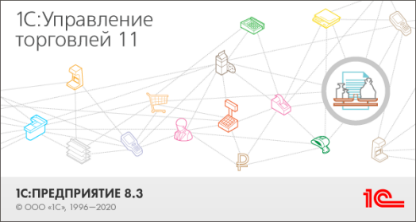 1С:Управление
торговлей 11
1С:ПРЕДПРИЯТИЕ 8.3
© ООО «1С», 1996—2020
1С